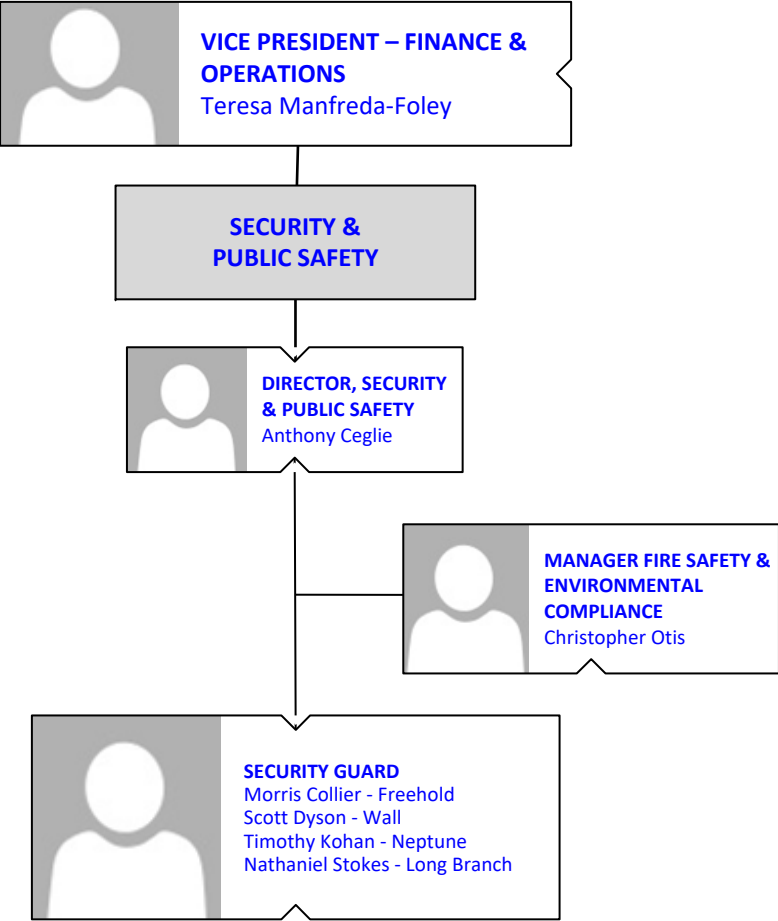 VICE PRESIDENT – FINANCE &
OPERATIONS
Teresa Manfreda-Foley
SECURITY &
PUBLIC SAFETY
DIRECTOR, SECURITY
& PUBLIC SAFETY
Anthony Ceglie
MANAGER FIRE SAFETY &
ENVIRONMENTAL
COMPLIANCE
Christopher Otis
SECURITY GUARD
Morris Collier - Freehold
Scott Dyson - Wall
Timothy Kohan - Neptune
Nathaniel Stokes - Long Branch